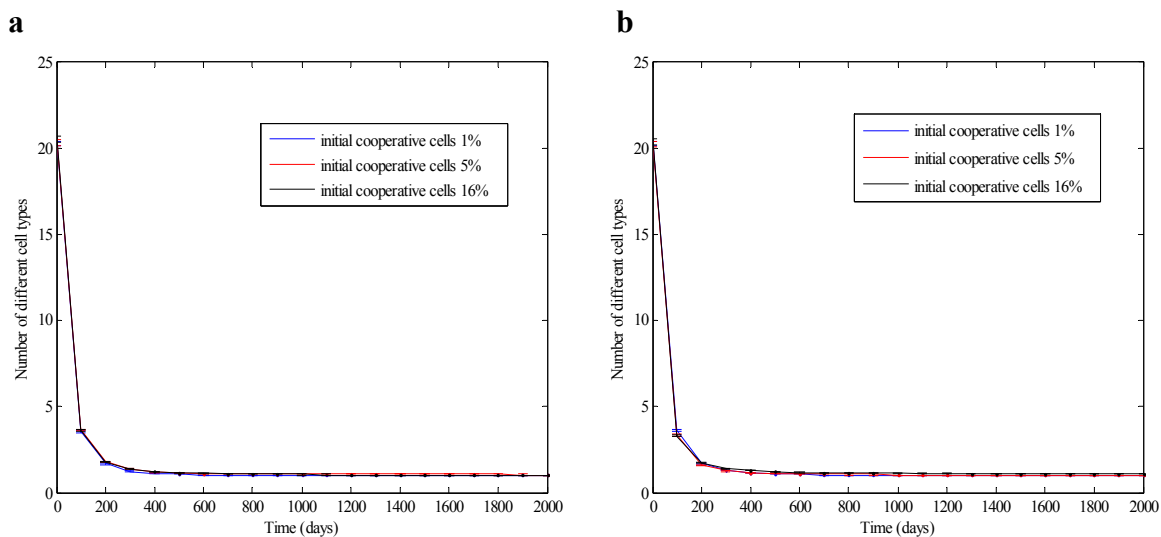 a
25
20
15
10
5
0
Number of different cell types
initial cooperative cells 1%
initial cooperative cells 5%
initial cooperative cells 16%
0 200 400 600 800 1000 1200 1400 1600 1800 2000
Time (days)
b
25
20
15
10
5
0
Number of different cell types
initial cooperative cells 1%
initial cooperative cells 5%
initial cooperative cells 16%
0 200 400 600 800 1000 1200 1400 1600 1800 2000
Time (days)